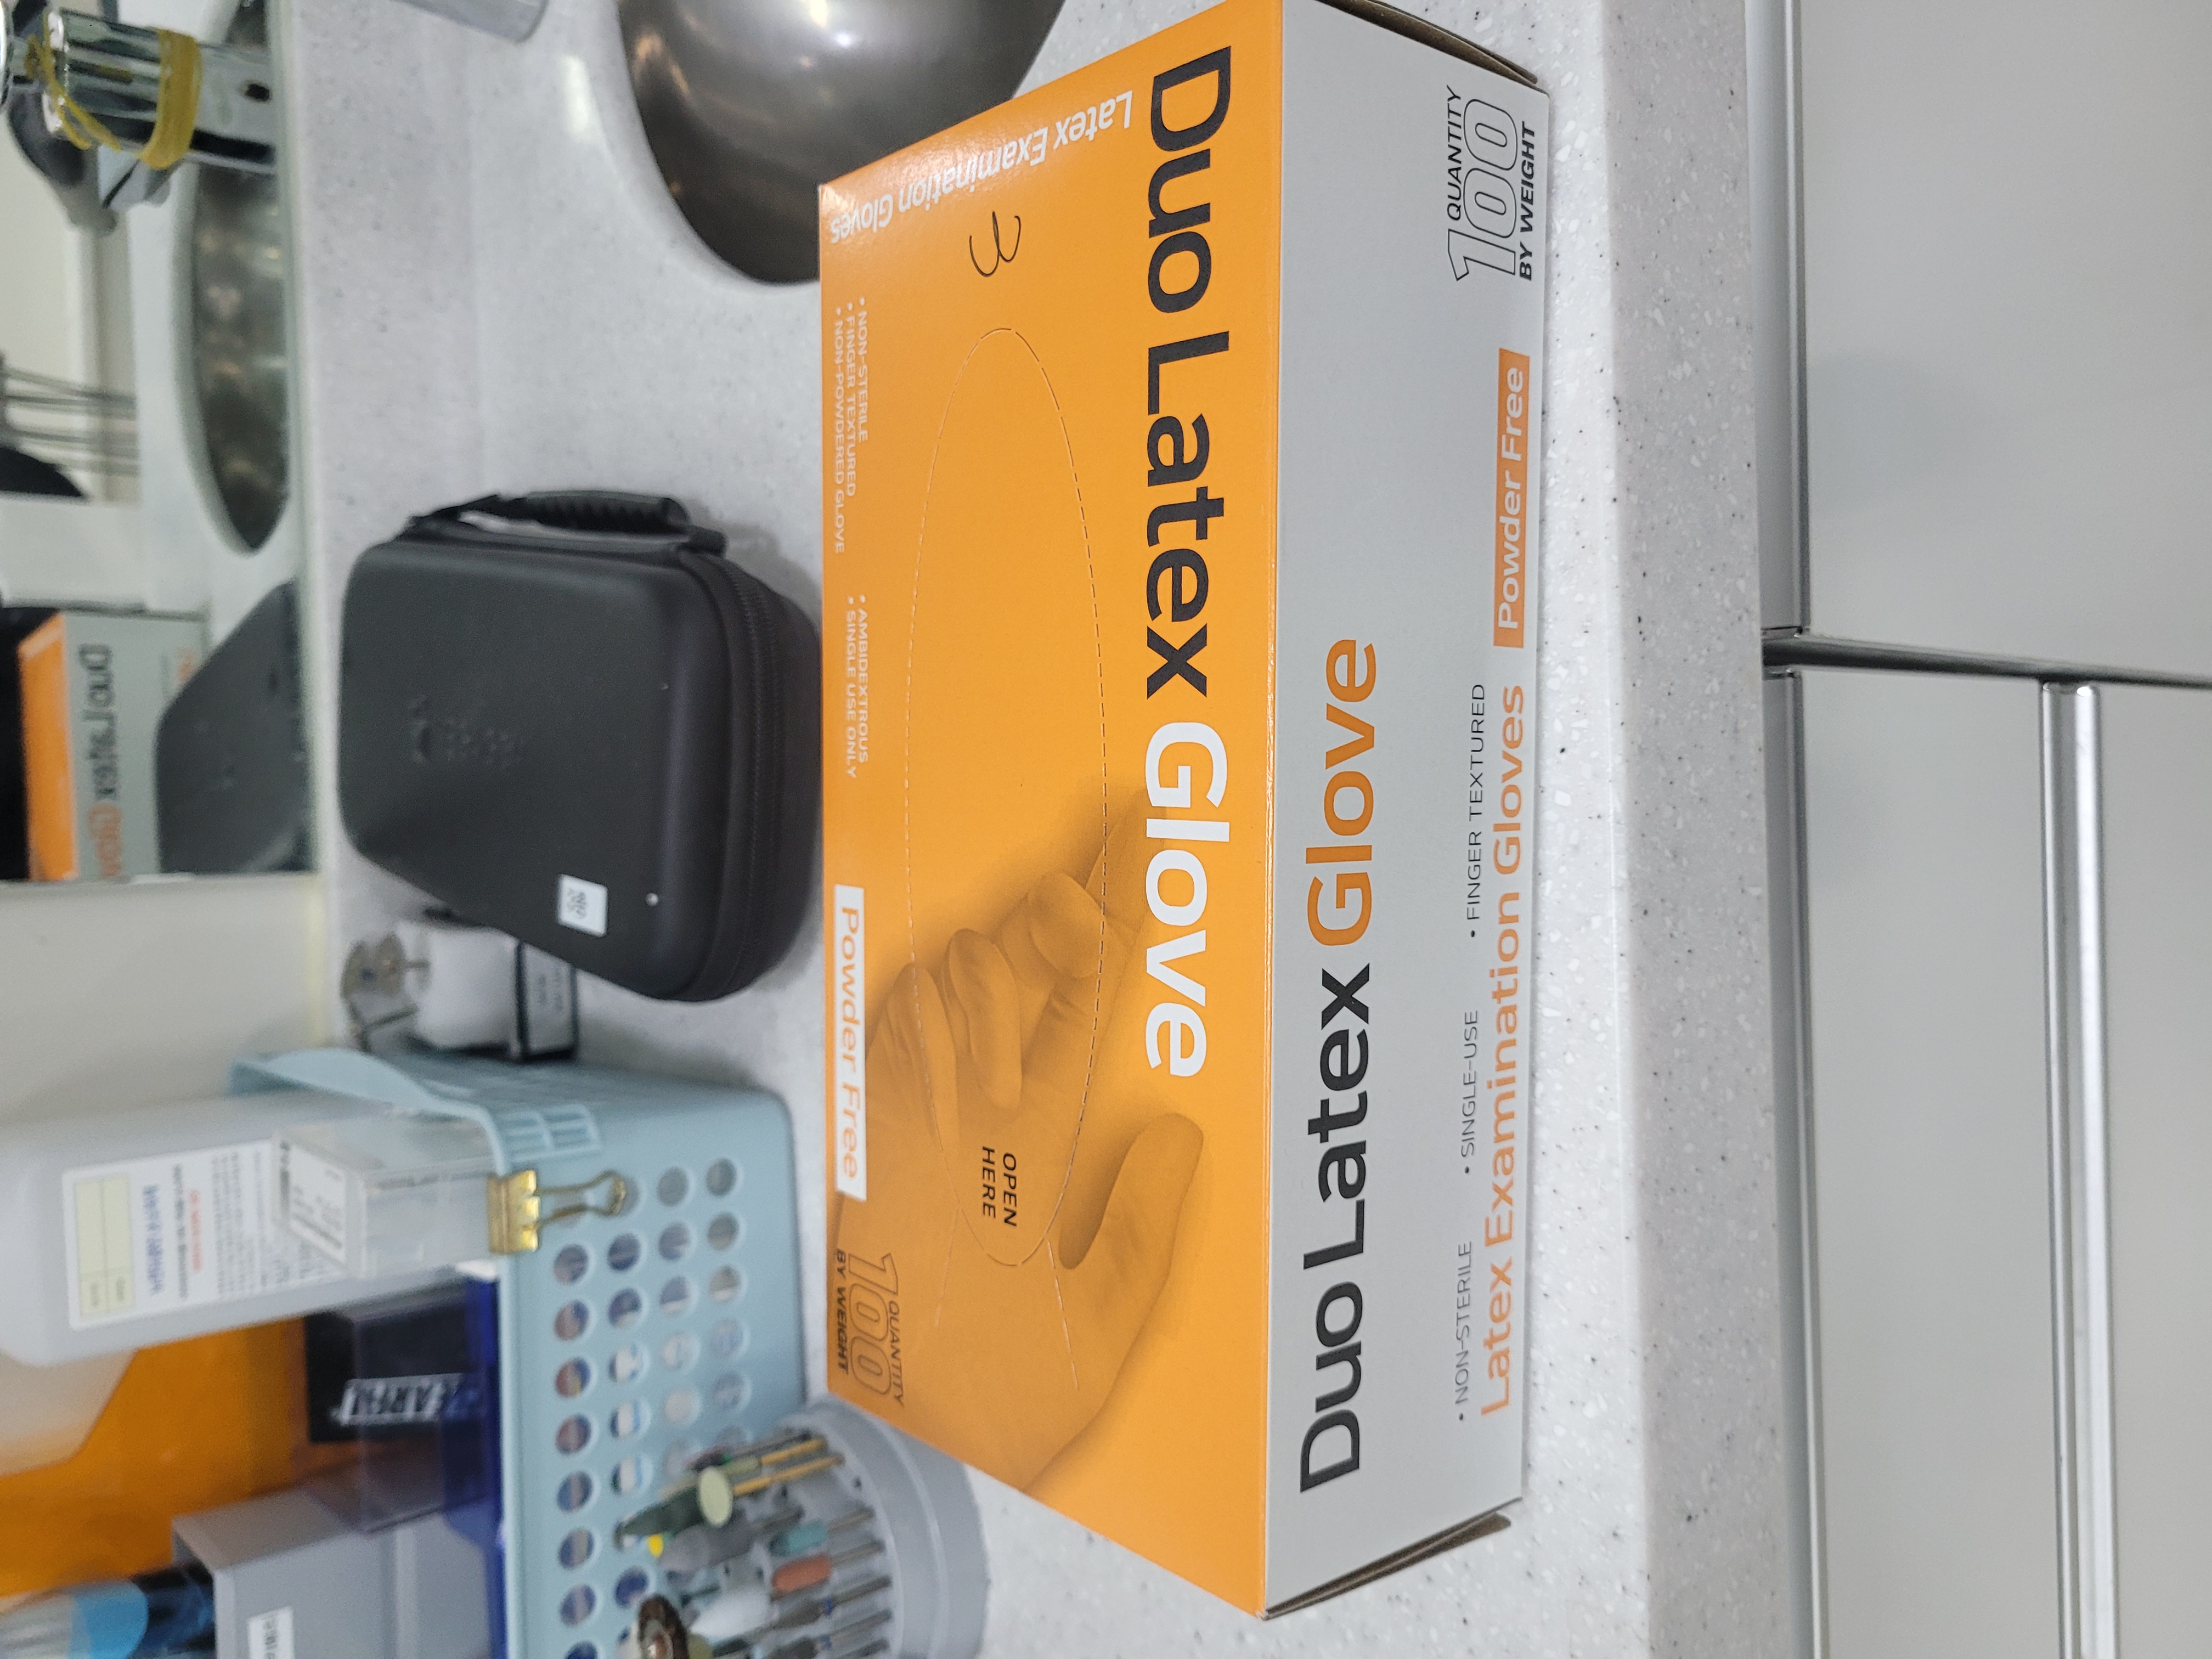 Duo Latex Glove
Powder Free
• AMBIDEXTROUS
• SINGLE USE ONLY
• NON-STERILE
• FINGER TEXTURED
• NON-POWDERED GLOVE
QUANTITY
100
BY WEIGHT
OPEN
HERE
Latex Examination Gloves
Duo Latex Glove
Duo Latex Glove
• NON-STERILE • SINGLE-USE • FINGER TEXTURED
Latex Examination Gloves Powder Free
QUANTITY
100
BY WEIGHT